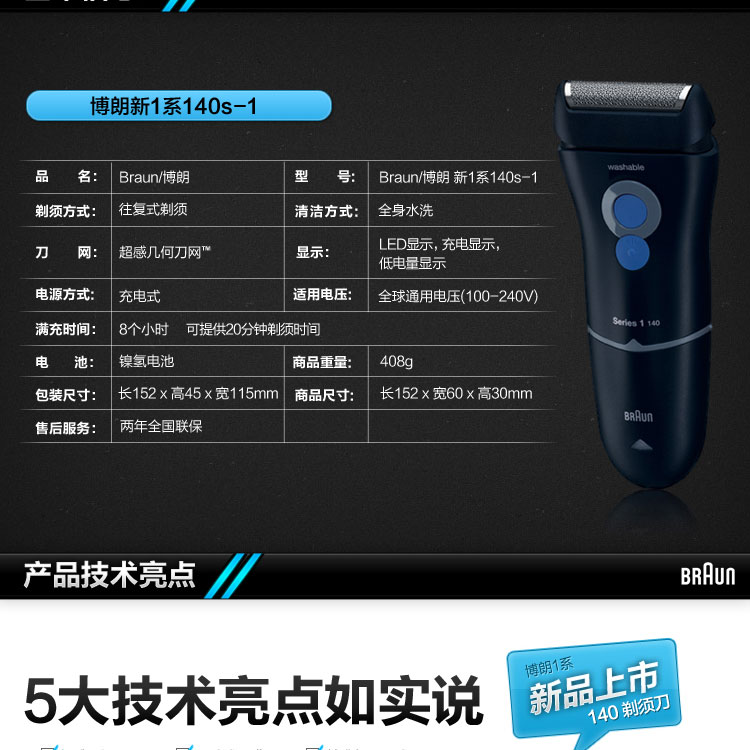 博朗新1系140s-1
品 名： Braun/博朗 型 号： Braun/博朗 新1系140s-1
剃须方式： 往复式剃须 清洁方式： 全身水洗
刀 网： 超感几何刀网™ 显示： LED显示，充电显示，
低电量显示
电源方式： 充电式 适用电压： 全球通用电压(100-240V)
满充时间： 8个小时 可提供20分钟剃须时间
电 池： 镍氢电池 商品重量： 408g
包装尺寸： 长152 x 高45 x 宽115mm 商品尺寸： 长152 x 宽60 x 高30mm
售后服务： 两年全国联保
washable
Series 1 140
BRAUN
产品技术亮点
BRAUN
5大技术亮点如实说
博朗1系
新品上市
140 剃须刀